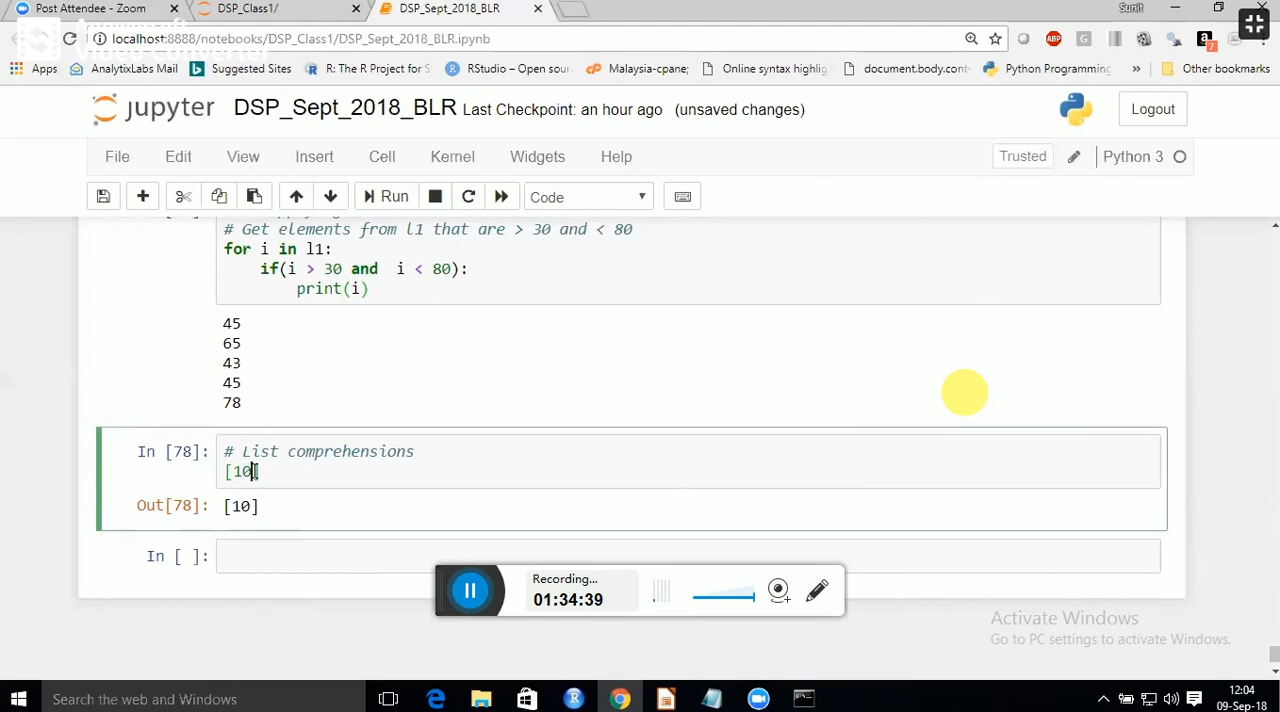 Post Attendee - Zoom
DSP_Class1/
DSP_Sept_2018_BLR
Sunit
localhost:8888/notebooks/DSP_Class1/DSP_Sept_2018_BLR.ipynb
ABP
G
a
7
Apps
AnalytixLabs Mail
Suggested Sites
R: The R Project for S
RStudio – Open sou
Malaysia-cpane;
Online syntax highlig
document.body.cont
Python Programming
»
Other bookmarks
jupyter
DSP_Sept_2018_BLR
Last Checkpoint: an hour ago
(unsaved changes)
Logout
File
Edit
View
Insert
Cell
Kernel
Widgets
Help
Trusted
Python 3
Run
Code
# Get elements from l1 that are > 30 and < 80
for i in l1:
if(i > 30 and i < 80):
print(i)
45
65
43
45
78
In [78]:
# List comprehensions
[10]
Out[78]:
[10]
In [ ]:
Recording...
01:34:39
Activate Windows
Go to PC settings to activate Windows.
Search the web and Windows
12:04
09-Sep-18